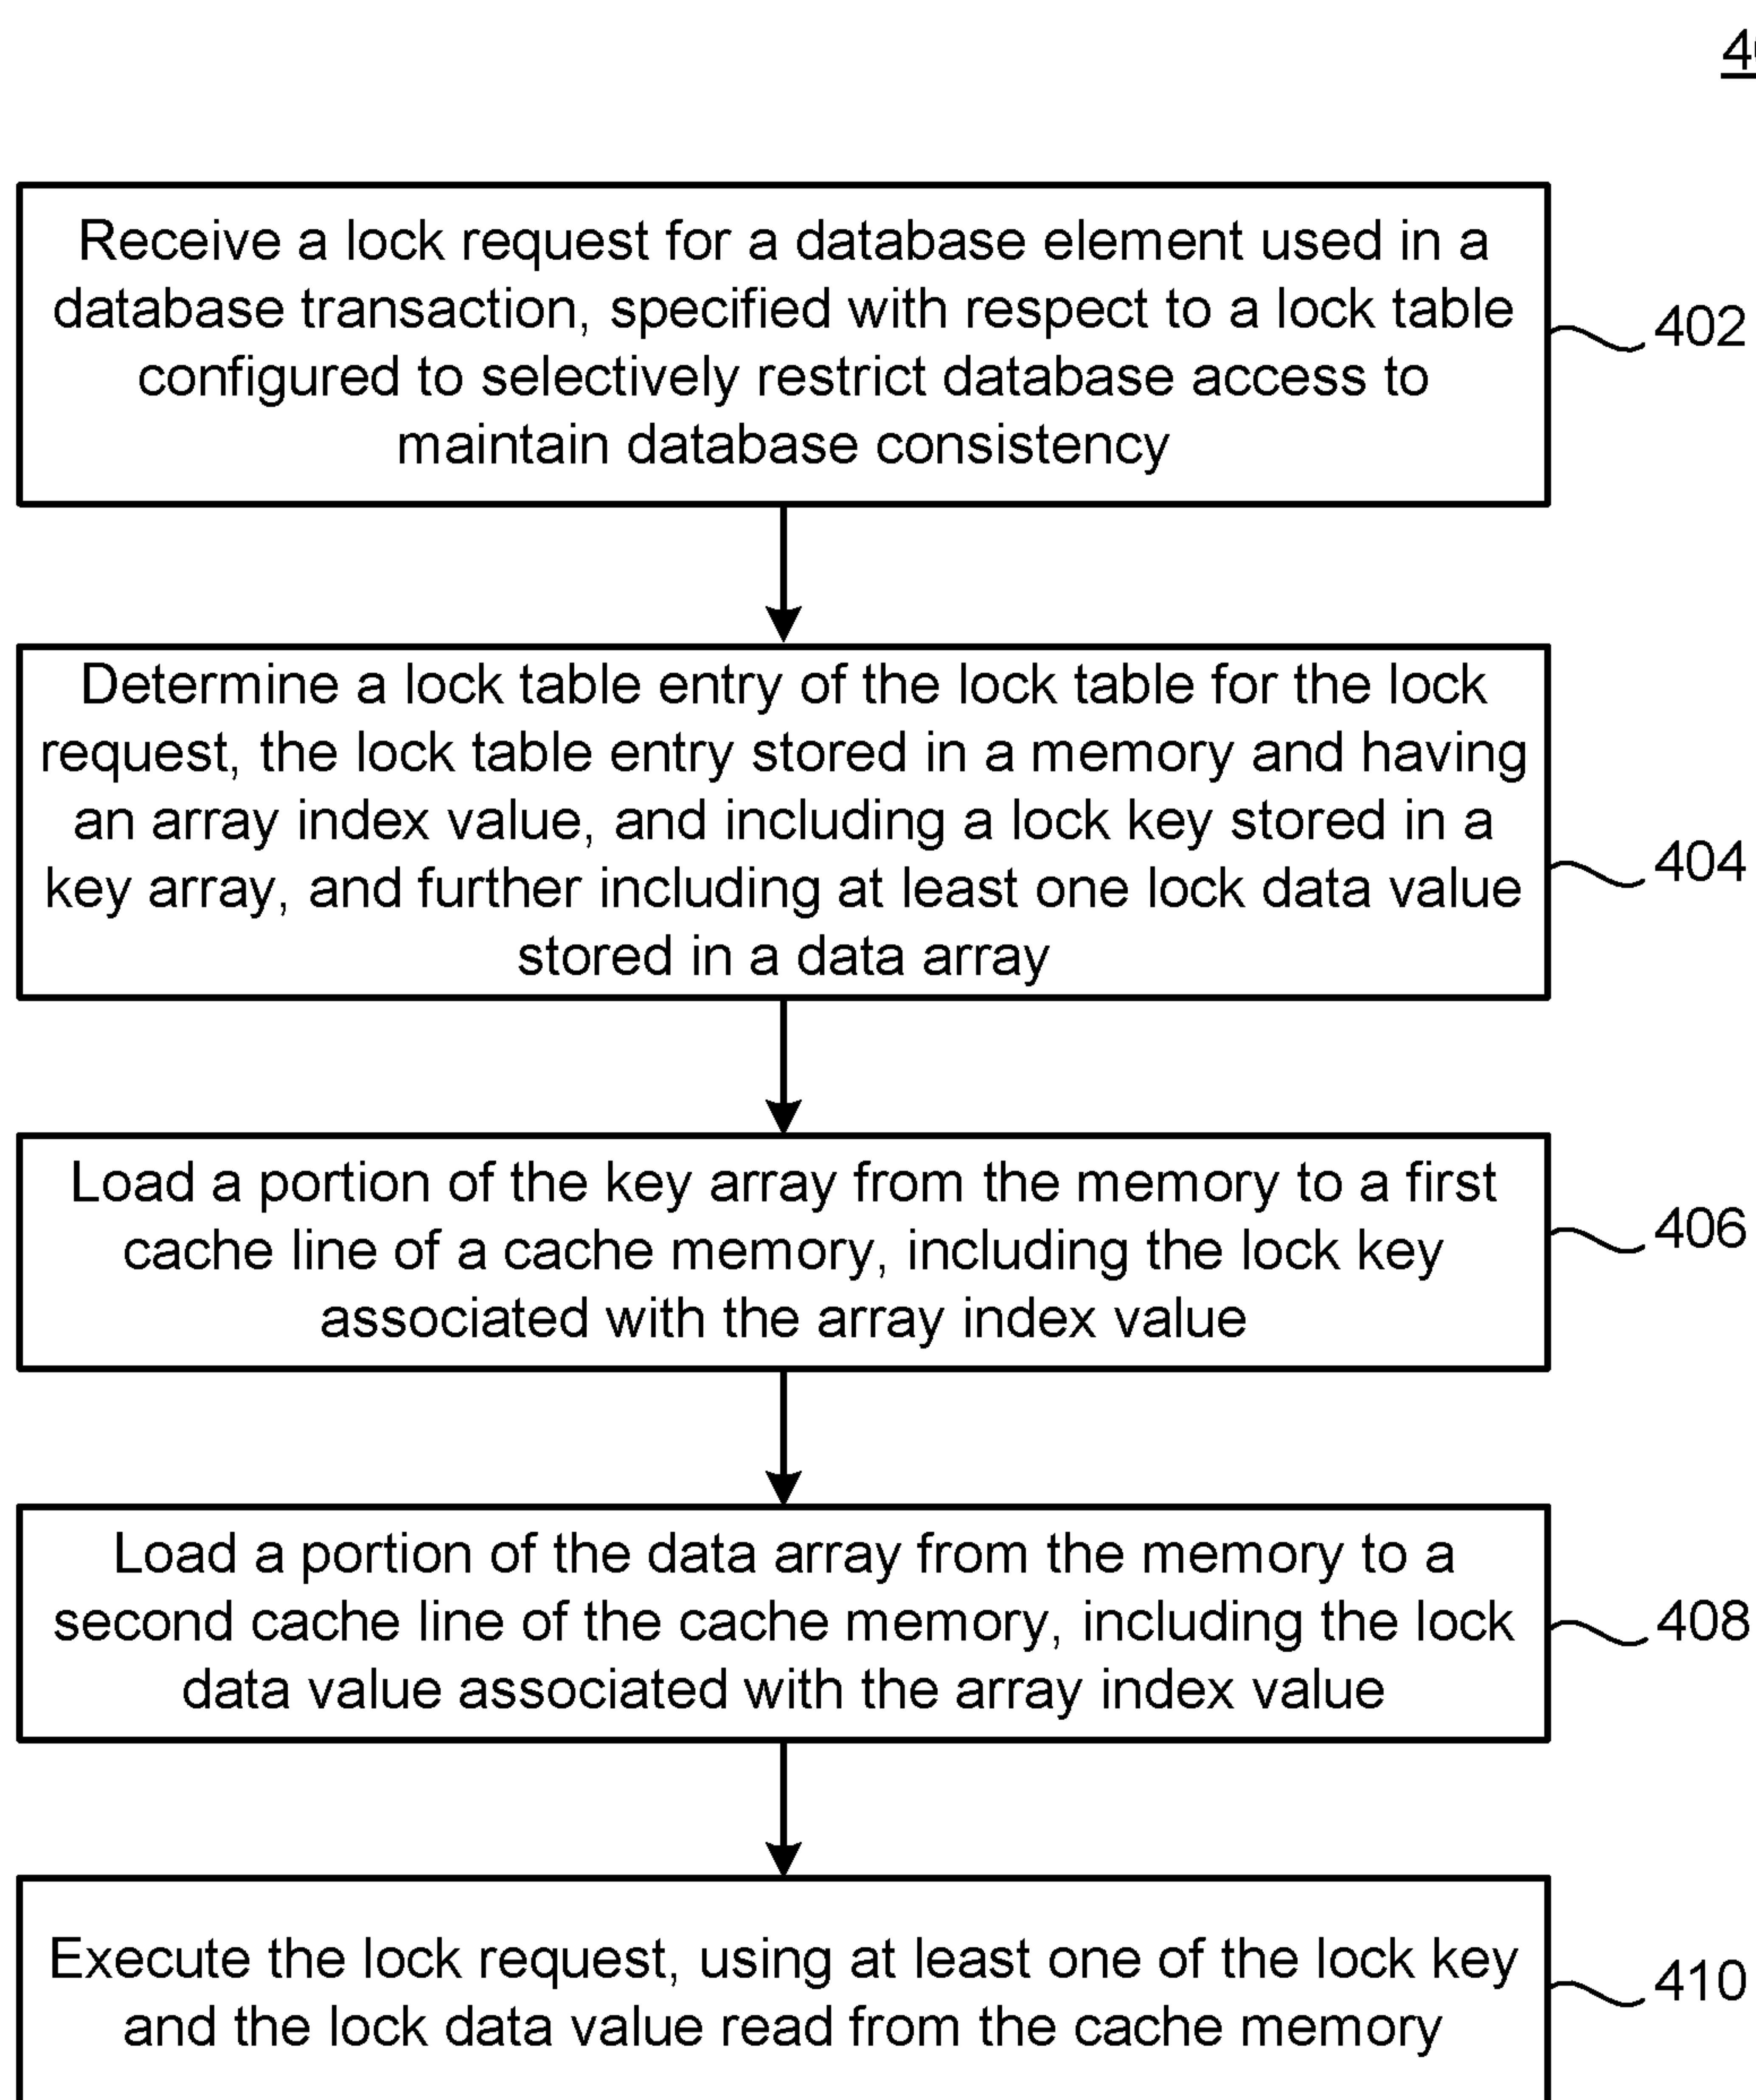 Receive a lock request for a database element used in a
database transaction, specified with respect to a lock table
configured to selectively restrict database access to
maintain database consistency
402
Determine a lock table entry of the lock table for the lock
request, the lock table entry stored in a memory and having
an array index value, and including a lock key stored in a
key array, and further including at least one lock data value
stored in a data array
404
Load a portion of the key array from the memory to a first
cache line of a cache memory, including the lock key
associated with the array index value
406
Load a portion of the data array from the memory to a
second cache line of the cache memory, including the lock
data value associated with the array index value
408
Execute the lock request, using at least one of the lock key
and the lock data value read from the cache memory
410